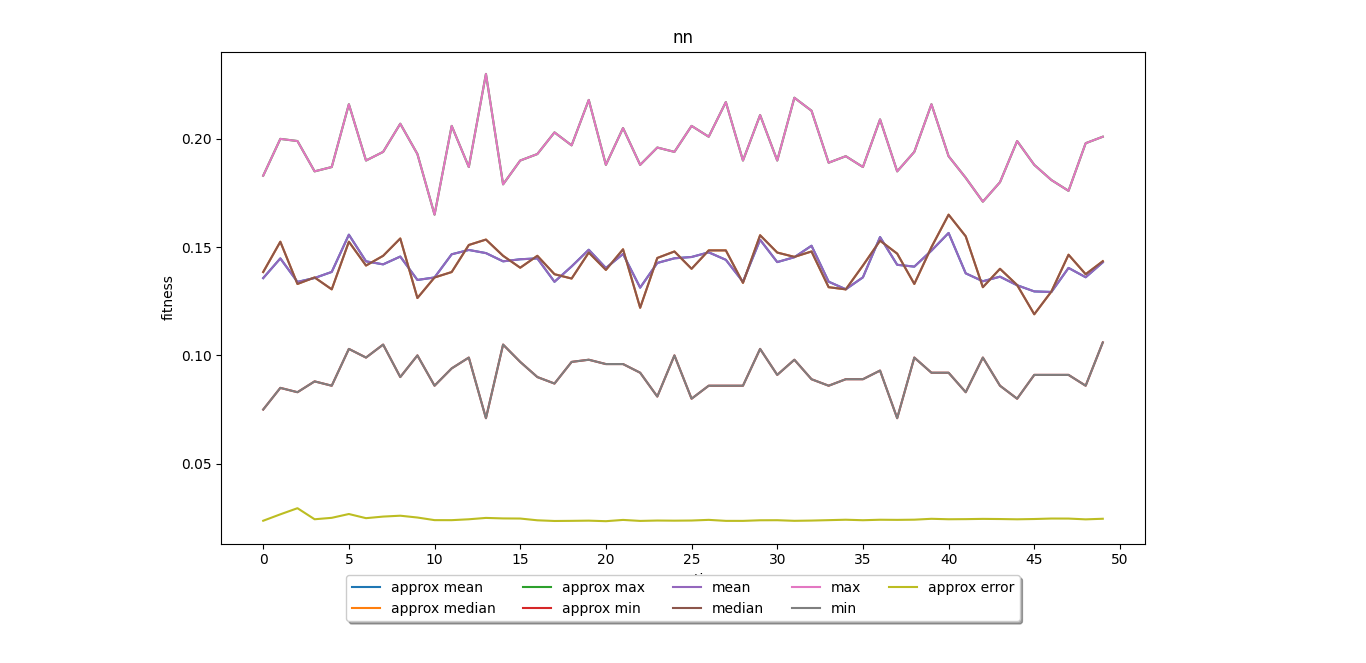 nn
fitness
0.20
0.15
0.10
0.05
0 5 10 15 20 25 30 35 40 45 50
approx mean approx max mean max approx error
approx median approx min median min